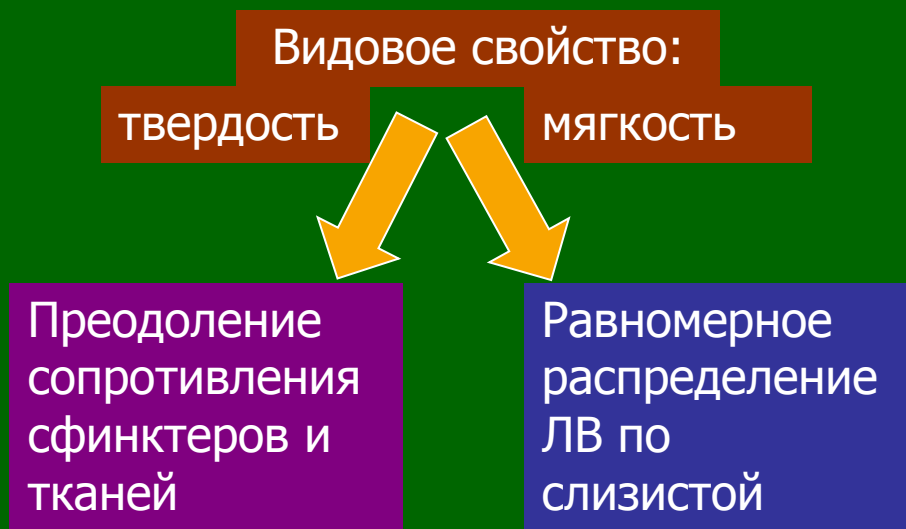 Видовое свойство:
твердость
мягкость
Преодоление
сопротивления
сфинктеров и
тканей
Равномерное
распределение
ЛВ по
слизистой